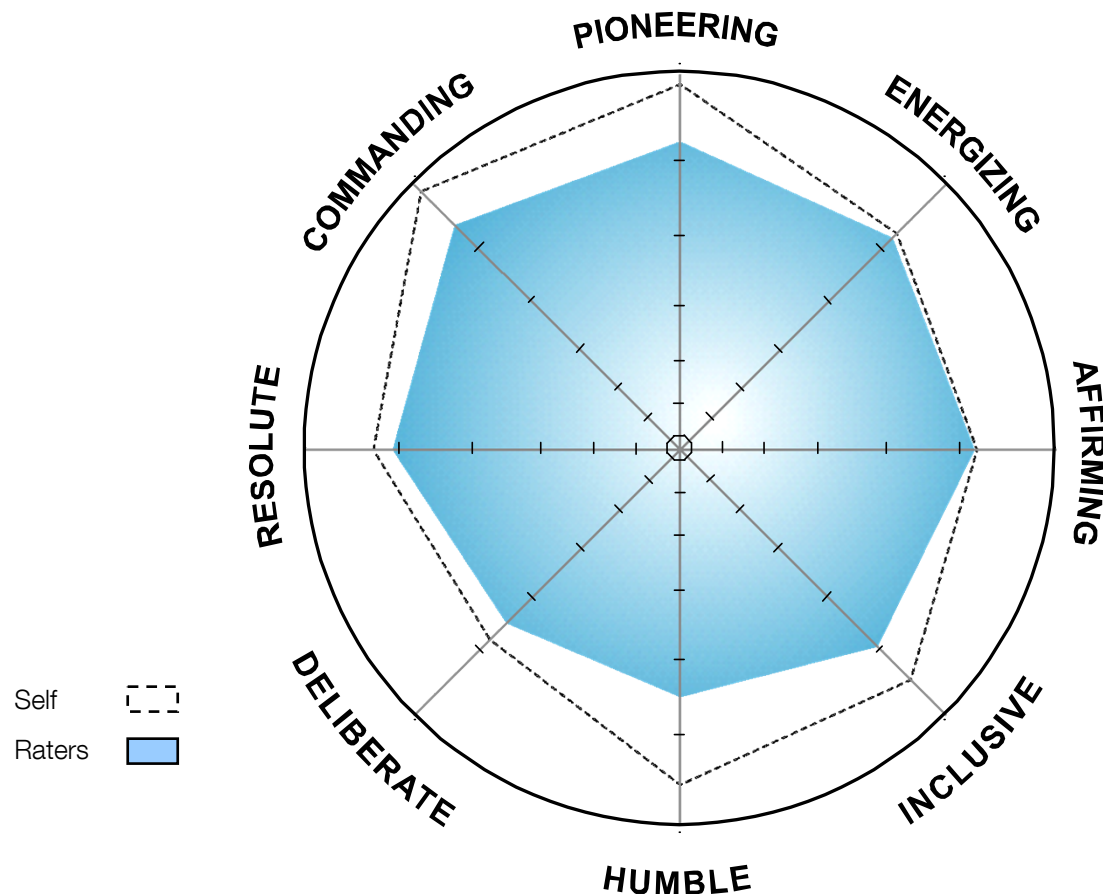 PIONEERING
ENERGIZING
AFFIRMING
INCLUSIVE
HUMBLE
DELIBERATE
RESOLUTE
COMMANDING
Self
Raters